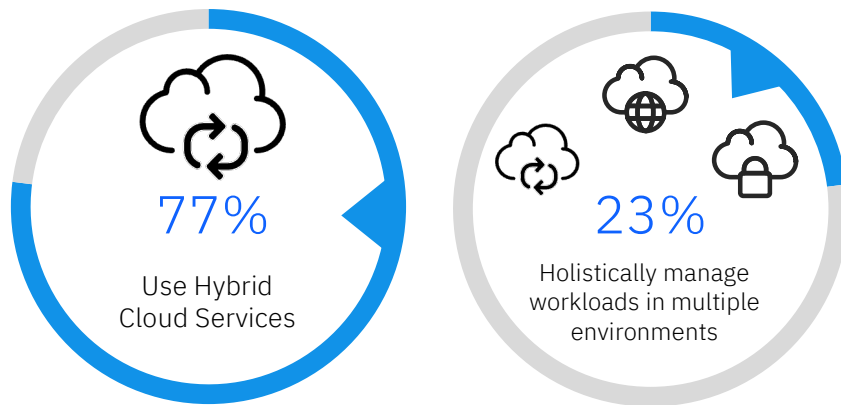 77%
Use Hybrid
Cloud Services
23%
Holistically manage
workloads in multiple
environments